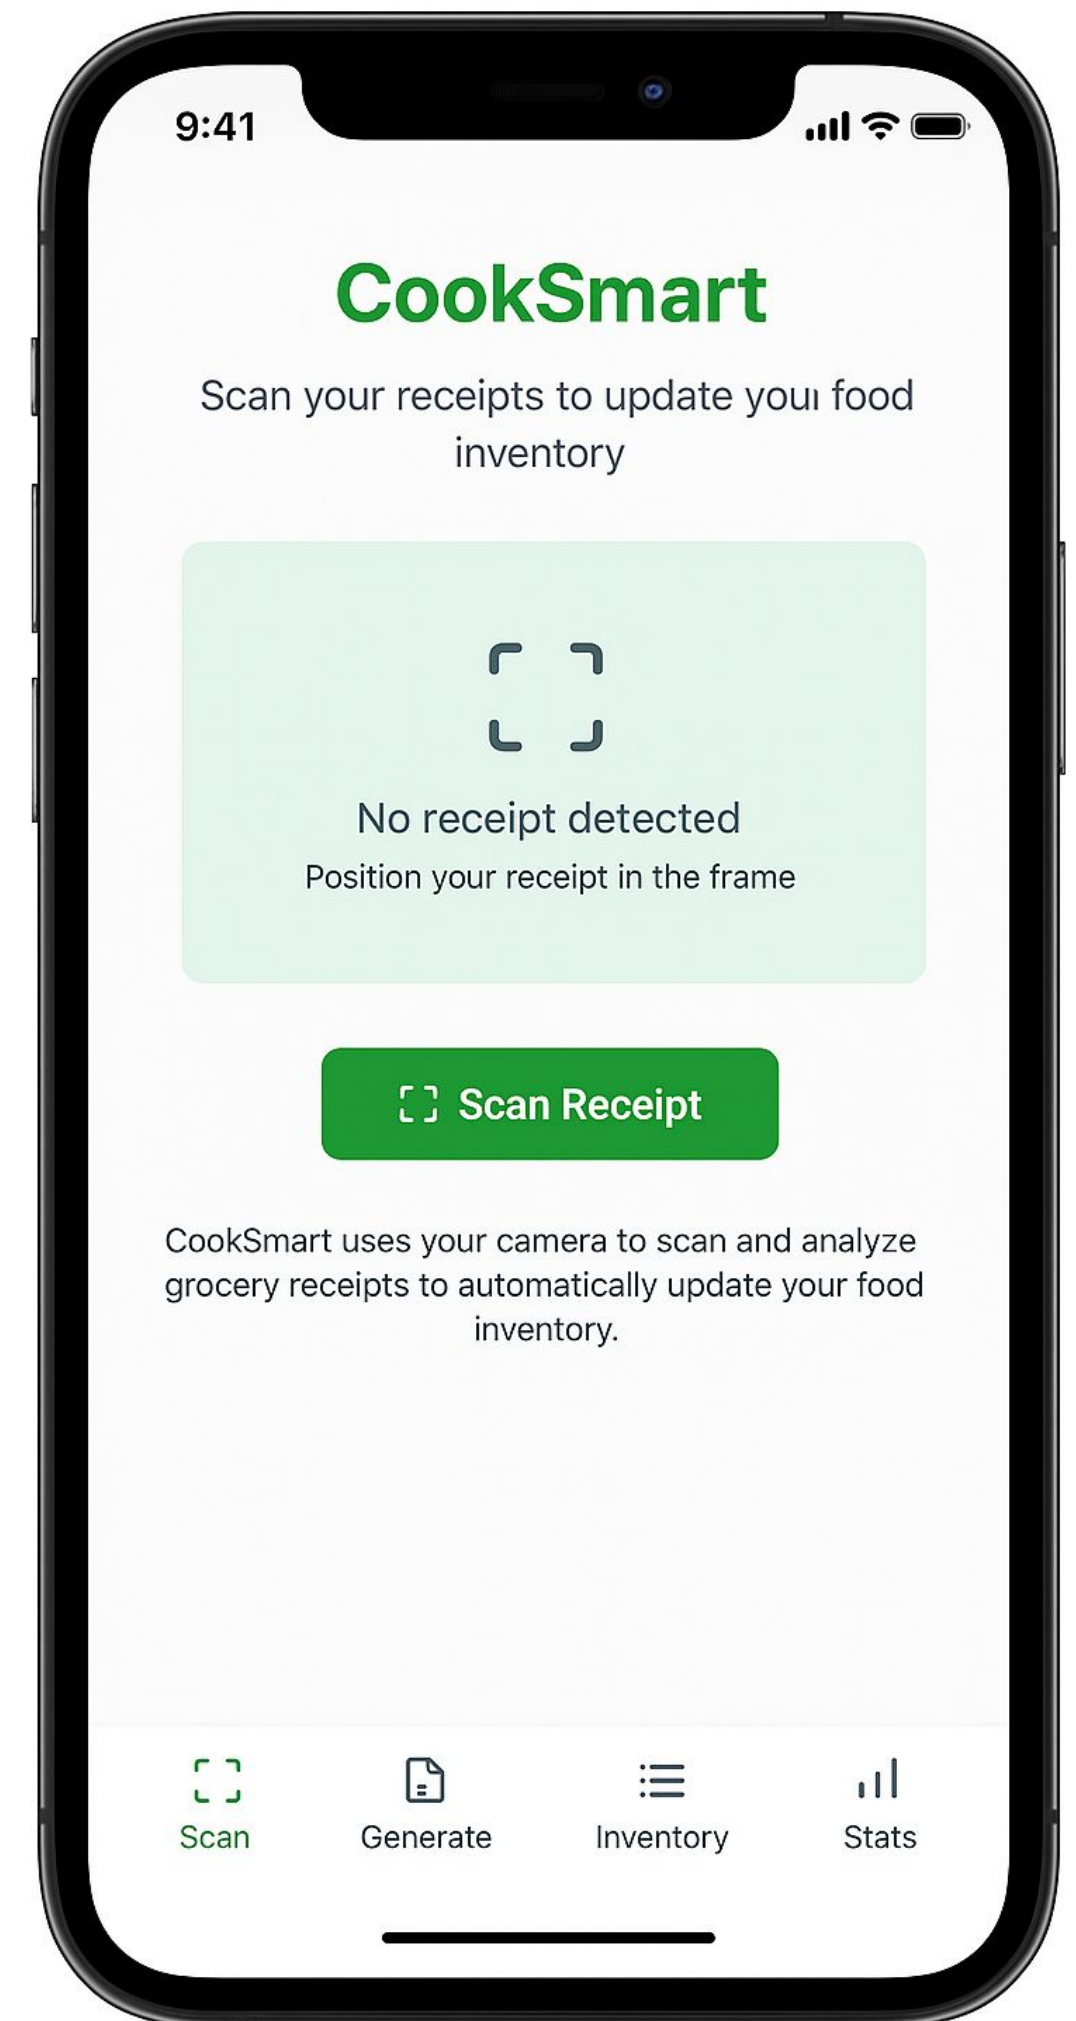 9:41
CookSmart
Scan your receipts to update your food
inventory
No receipt detected
Position your receipt in the frame
Scan Receipt
CookSmart uses your camera to scan and analyze
grocery receipts to automatically update your food
inventory.
Scan Generate Inventory Stats